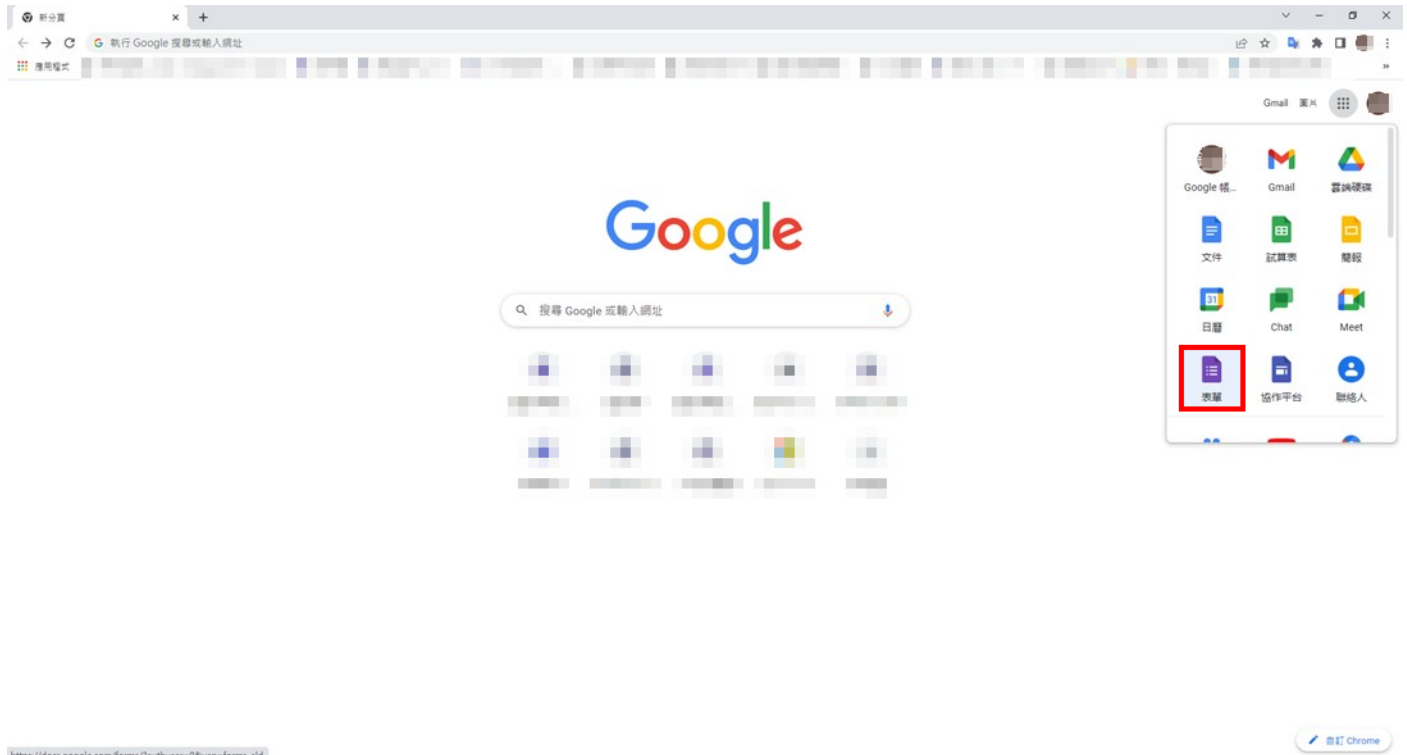 新分頁
執行 Google 搜尋或輸入網址
應用程式
Gmail 圖片
Google 帳... Gmail 雲端硬碟
文件 試算表 簡報
Google
搜尋 Google 或輸入網址
31
日曆 Chat Meet
表單 協作平台 聯絡人
自訂 Chrome